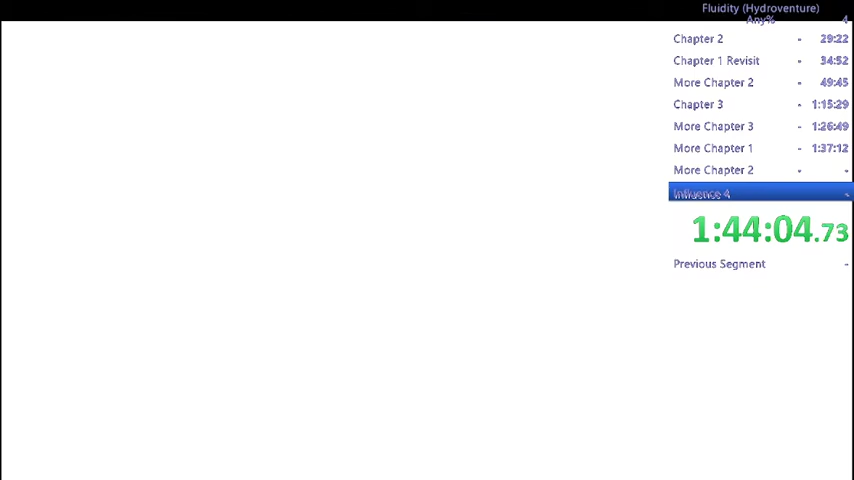 Fluidity (Hydroventure)
Any% 4
Chapter 2 - 29:22
Chapter 1 Revisit - 34:52
More Chapter 2 - 49:45
Chapter 3 - 1:15:29
More Chapter 3 - 1:26:49
More Chapter 1 - 1:37:12
More Chapter 2 - -
Influence 4 -
1:44:04.73
Previous Segment -